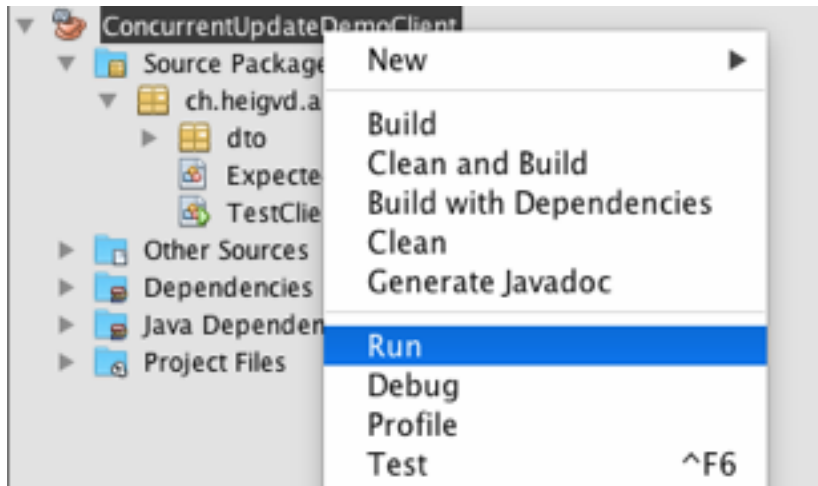 ConcurrentUpdateDemoClient
Source Package
ch.heigvd.a
dto
Expecte
TestClie
Other Sources
Dependencies
Java Dependen
Project Files
New
Build
Clean and Build
Build with Dependencies
Clean
Generate Javadoc
Run
Debug
Profile
Test ^F6